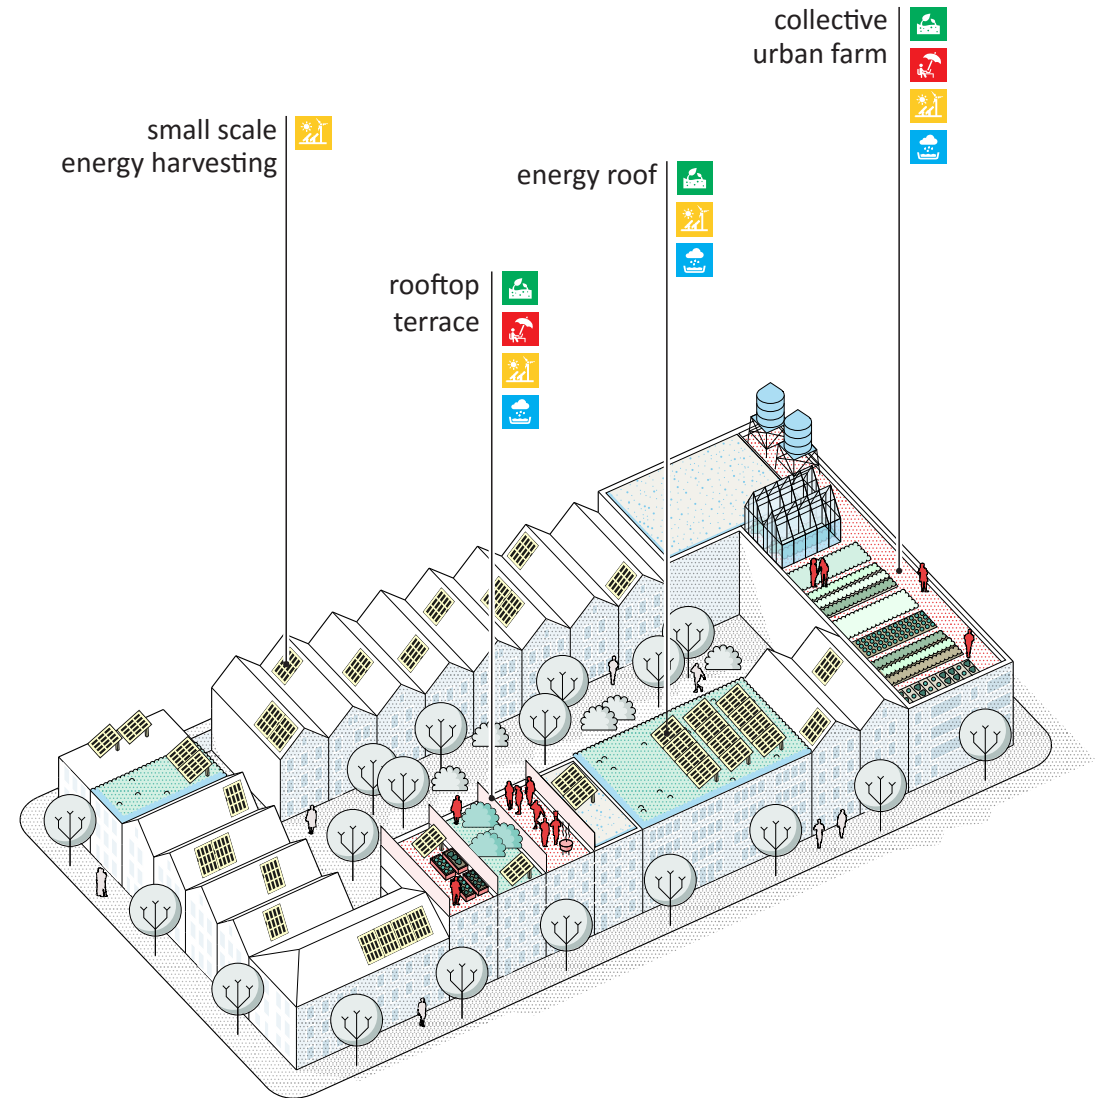 collective
urban farm
small scale
energy harvesting
energy roof
rooftop
terrace